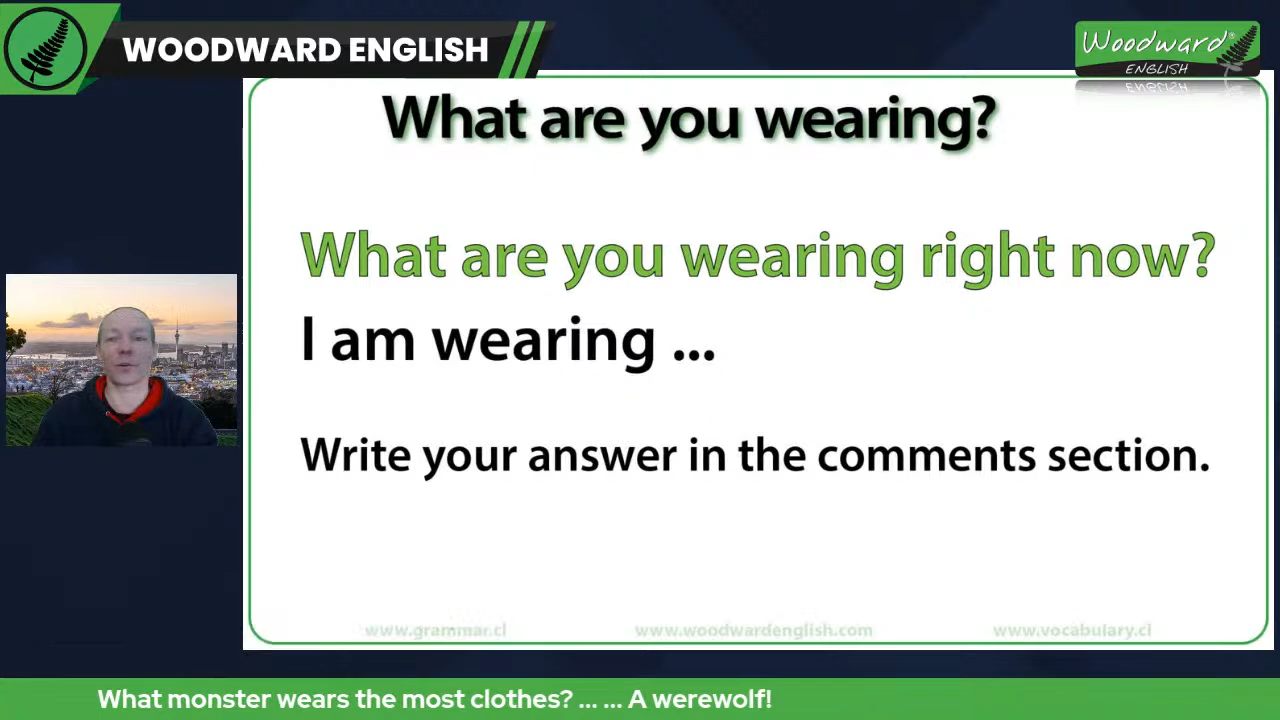 WOODWARD ENGLISH
Woodward®
ENGLISH
What are you wearing?
What are you wearing right now?
I am wearing ...
Write your answer in the comments section.
www.grammar.cl www.woodwardenglish.com www.vocabulary.cl
What monster wears the most clothes? ... ... A werewolf!